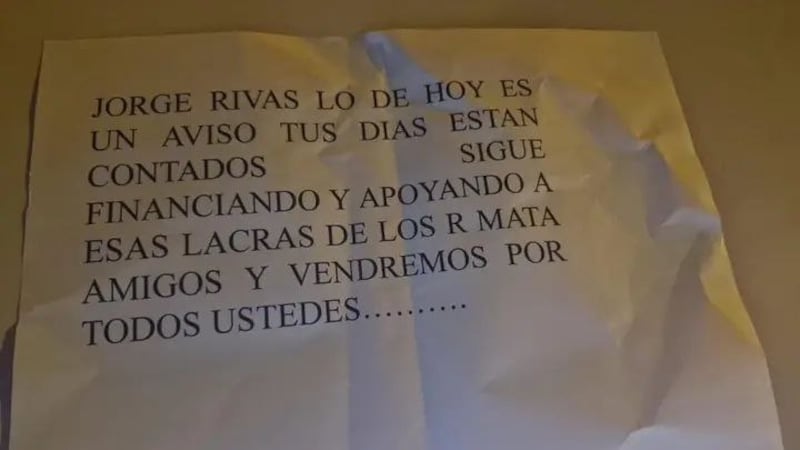 JORGE RIVAS LO DE HOY ES
UN AVISO TUS DIAS ESTAN
CONTADOS SIGUE
FINANCIANDO Y APOYANDO A
ESAS LACRAS DE LOS R MATA
AMIGOS Y VENDREMOS POR
TODOS USTEDES..........